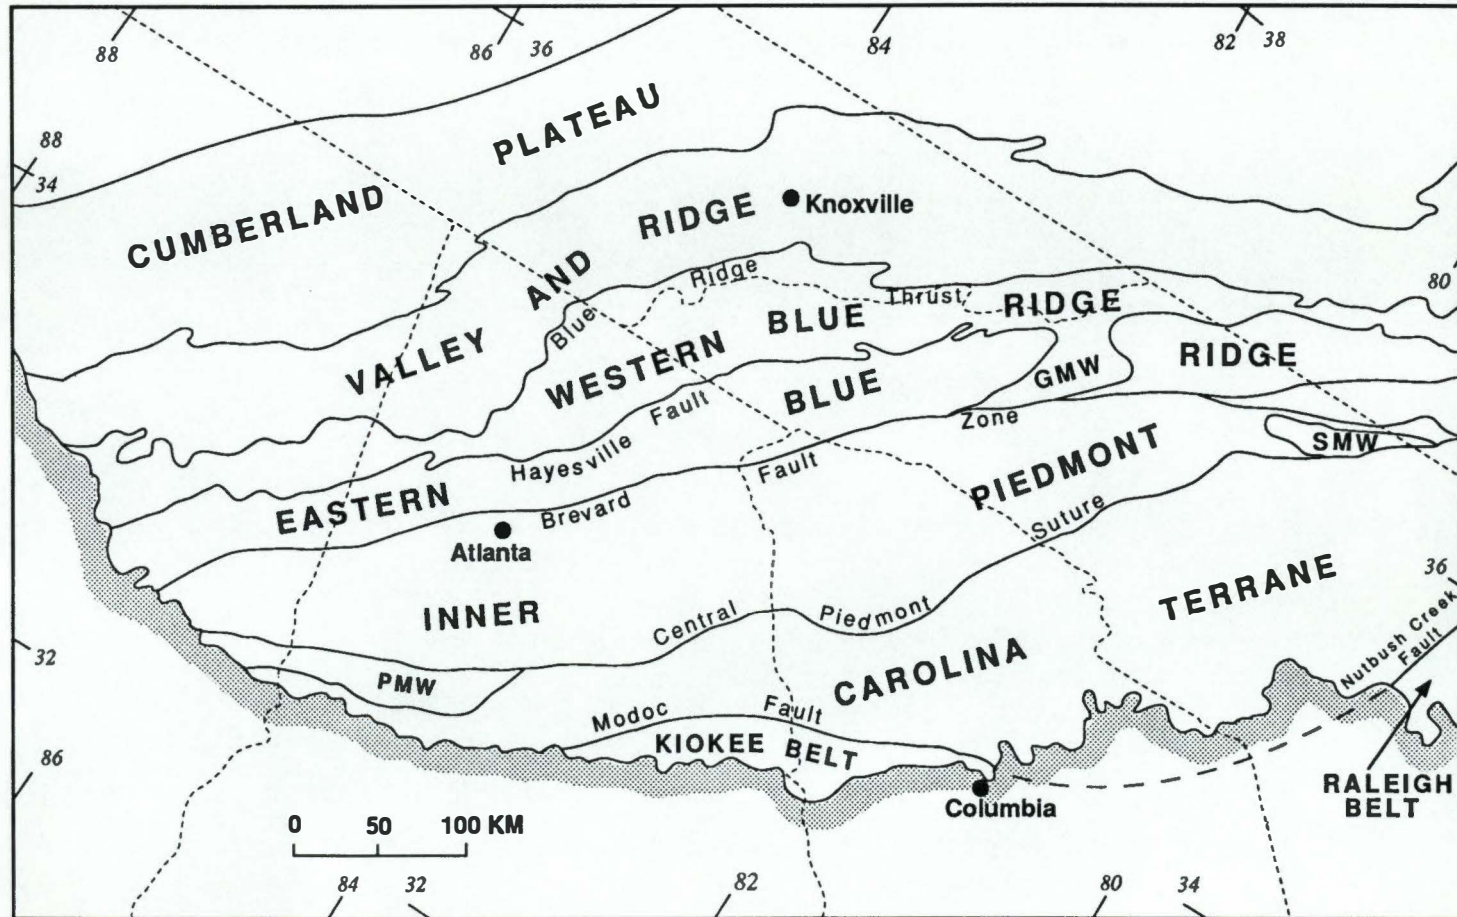 88
86
36
84
82
38
88
34
PLATEAU
CUMBERLAND
RIDGE
Knoxville
AND
VALLEY
Blue
Ridge
Thrust
80
WESTERN
BLUE
RIDGE
GMW
RIDGE
BLUE
EASTERN
Hayesville
Fault
Zone
SMW
Brevard
Fault
PIEDMONT
Atlanta
Suture
INNER
Central
Piedmont
TERRANE
36
Nutbush Creek
Fault
32
PMW
CAROLINA
Modoc
Fault
KIOKEE BELT
86
Columbia
RALEIGH
BELT
0 50 100 KM
84
32
82
80
34